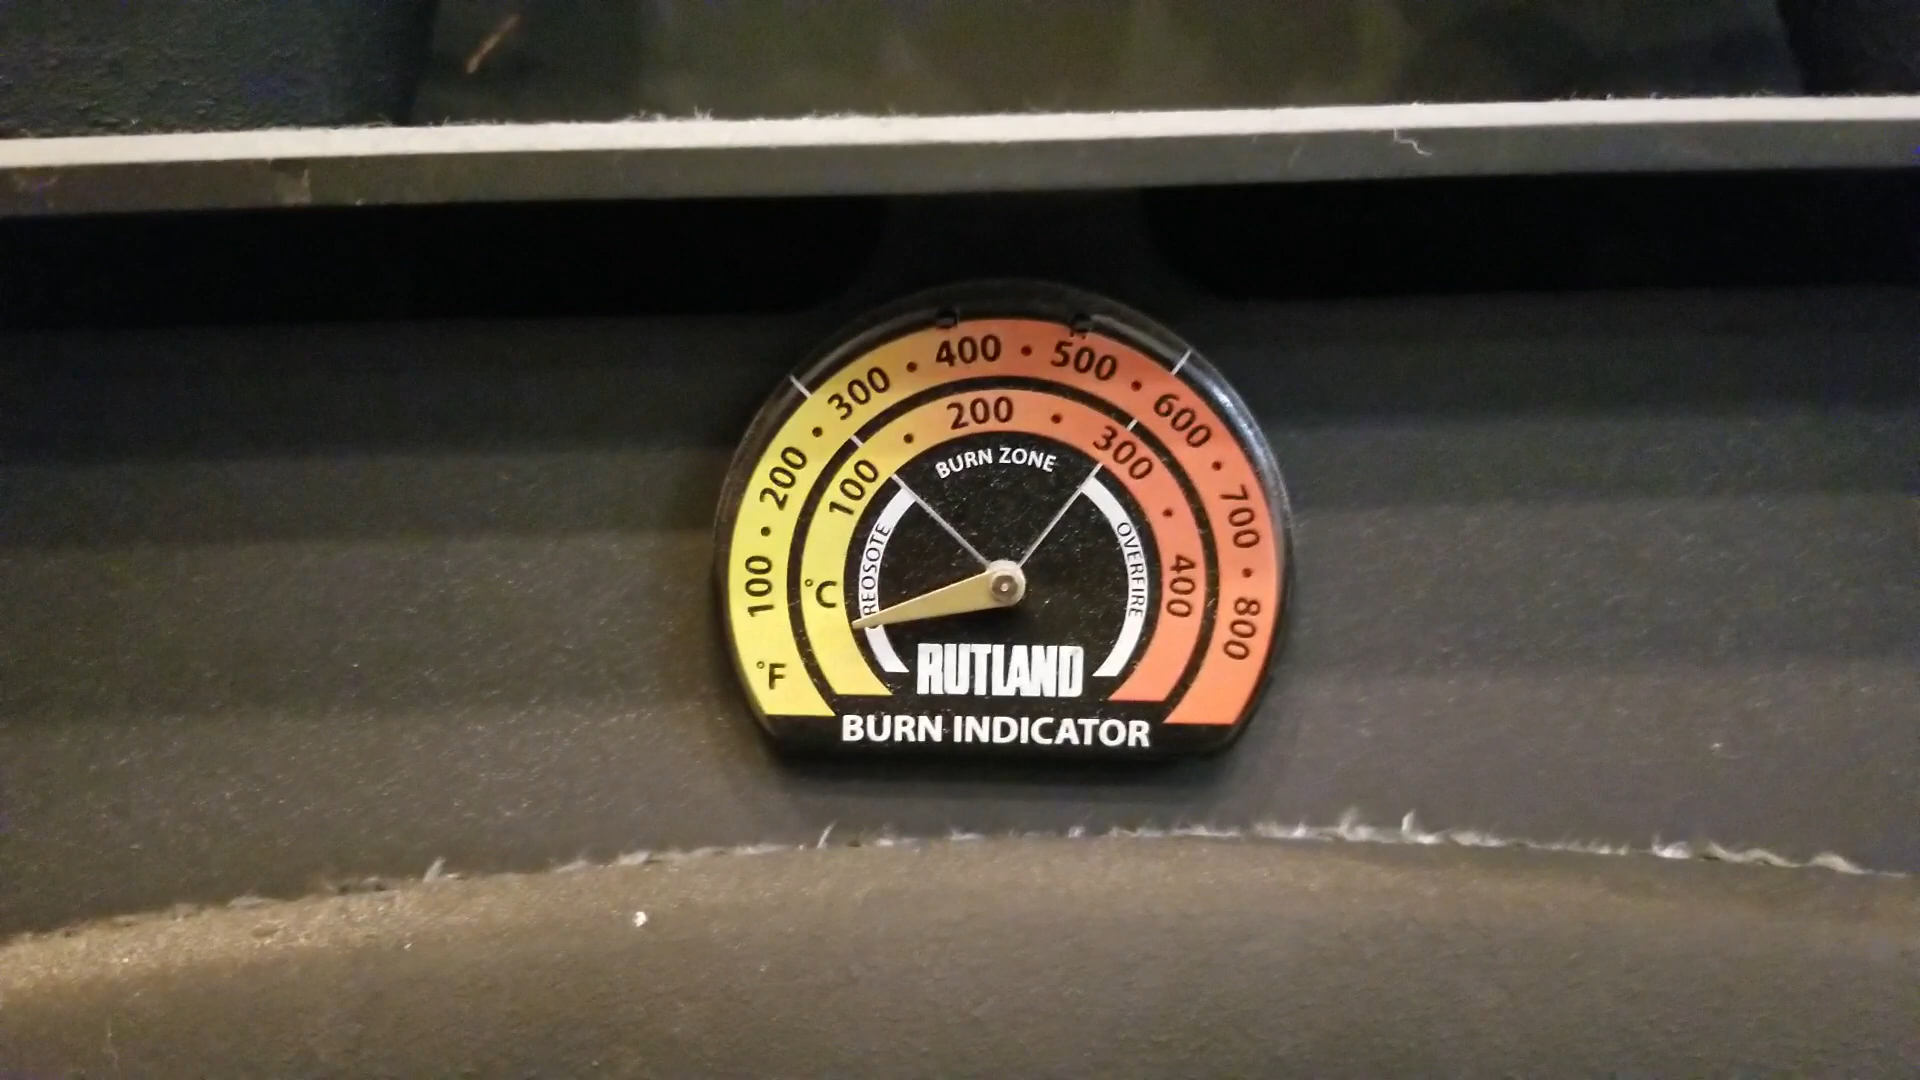 100 • 200 • 300 • 400 • 500 • 600 • 700 • 800
°F
100 • 200 • 300 • 400
°C
BURN ZONE
REOSOTE
OVERFIRE
RUTLAND
BURN INDICATOR